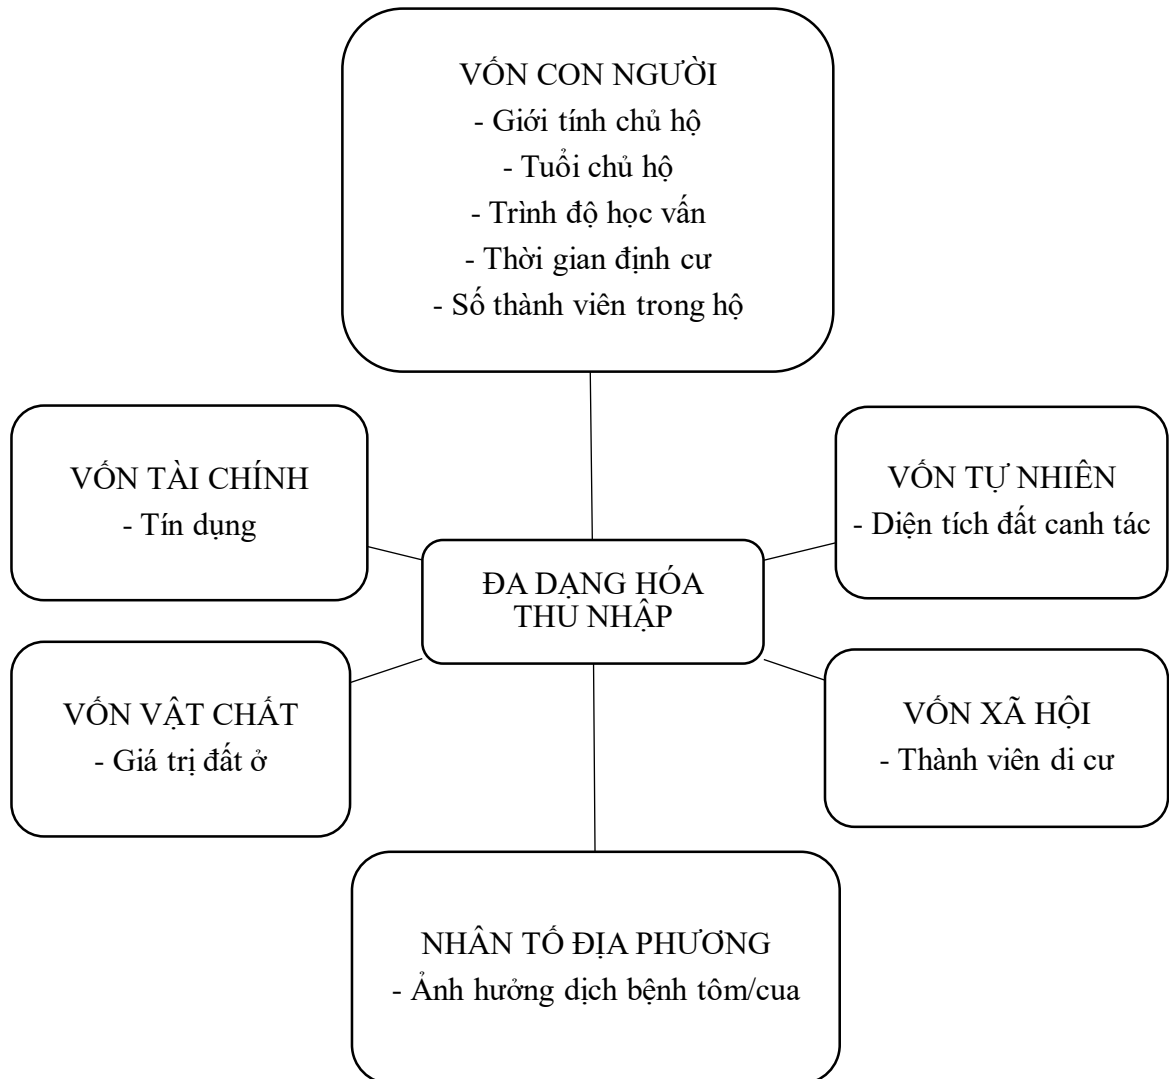 VỐN CON NGƯỜI
- Giới tính chủ hộ
- Tuổi chủ hộ
- Trình độ học vấn
- Thời gian định cư
- Số thành viên trong hộ
VỐN TÀI CHÍNH
- Tín dụng
VỐN TỰ NHIÊN
- Diện tích đất canh tác
ĐA DẠNG HÓA
THU NHẬP
VỐN VẬT CHẤT
- Giá trị đất ở
VỐN XÃ HỘI
- Thành viên di cư
NHÂN TỐ ĐỊA PHƯƠNG
- Ảnh hưởng dịch bệnh tôm/cua